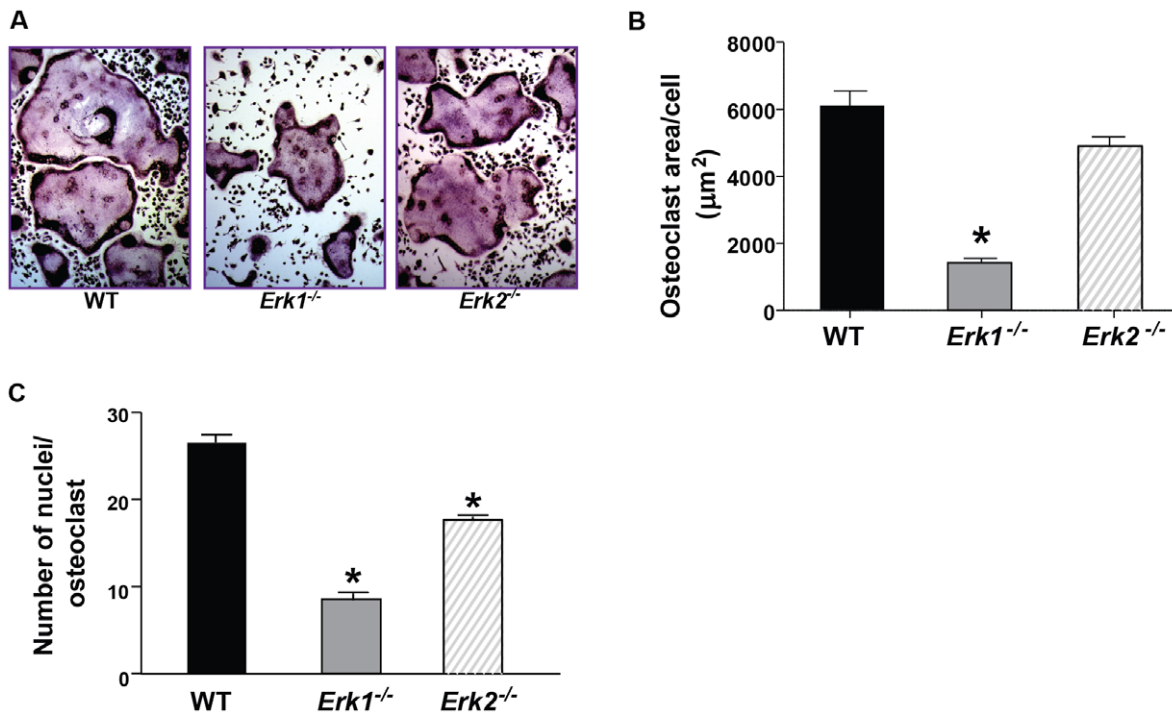 A
WT
Erk1-/-
Erk2-/-
B
Osteoclast area/cell
(µm2)
8000
6000
4000
2000
0
*
WT
Erk1-/-
Erk2-/-
C
Number of nuclei/
osteoclast
30
20
10
0
*
*
WT
Erk1-/-
Erk2-/-